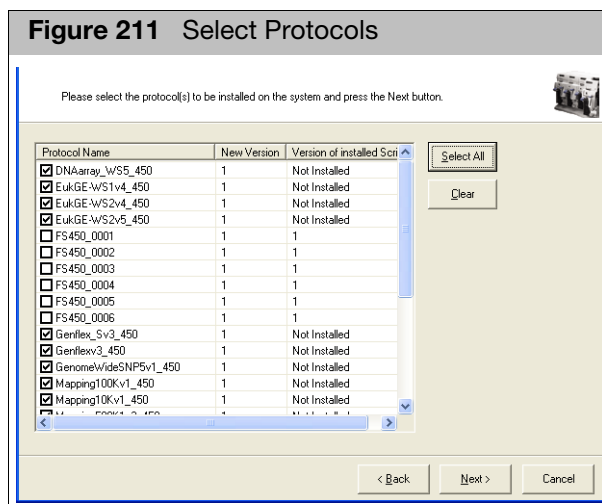 Figure 211 Select Protocols
Please select the protocol(s) to be installed on the system and press the Next button.
Protocol Name New Version Version of installed Scri
DNAarray_WS5_450 1 Not Installed
EukGE-WS1v4_450 1 Not Installed
EukGE-WS2v4_450 1 Not Installed
EukGE-WS2v5_450 1 Not Installed
FS450_0001 1 1
FS450_0002 1 1
FS450_0003 1 1
FS450_0004 1 1
FS450_0005 1 1
FS450_0006 1 1
Genflex_Sv3_450 1 Not Installed
Genflexv3_450 1 Not Installed
GenomeWideSNP5v1_450 1 Not Installed
Mapping100Kv1_450 1 Not Installed
Mapping10Kv1_450 1 Not Installed
Select All
Clear
< Back
Next >
Cancel